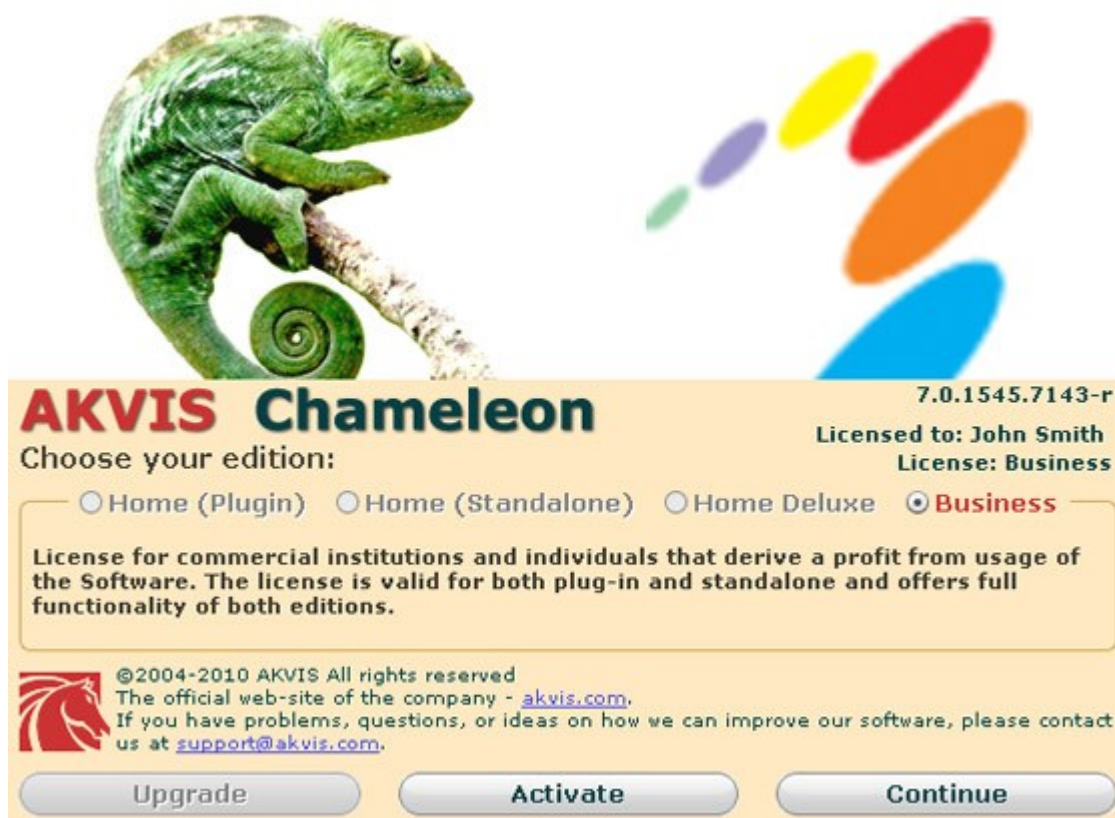 AKVIS Chameleon
7.0.1545.7143-r
Licensed to: John Smith
Choose your edition:
License: Business
Home (Plugin) Home (Standalone) Home Deluxe Business
License for commercial institutions and individuals that derive a profit from usage of
the Software. The license is valid for both plug-in and standalone and offers full
functionality of both editions.
©2004-2010 AKVIS All rights reserved
The official web-site of the company - akvis.com.
If you have problems, questions, or ideas on how we can improve our software, please contact
us at support@akvis.com.
Upgrade Activate Continue